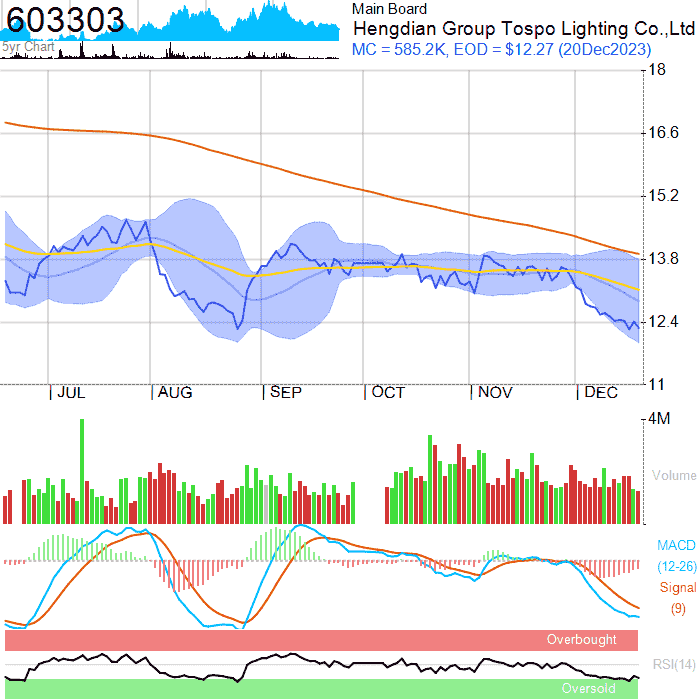 603303
Main Board
Hengdian Group Tospo Lighting Co.,Ltd
5yr Chart
MC = 585.2K, EOD = $12.27 (20Dec2023)
18
16.6
15.2
13.8
12.4
11
JUL AUG SEP OCT NOV DEC
4M
Volume
MACD
(12-26)
Signal
(9)
Overbought
RSI(14)
Oversold